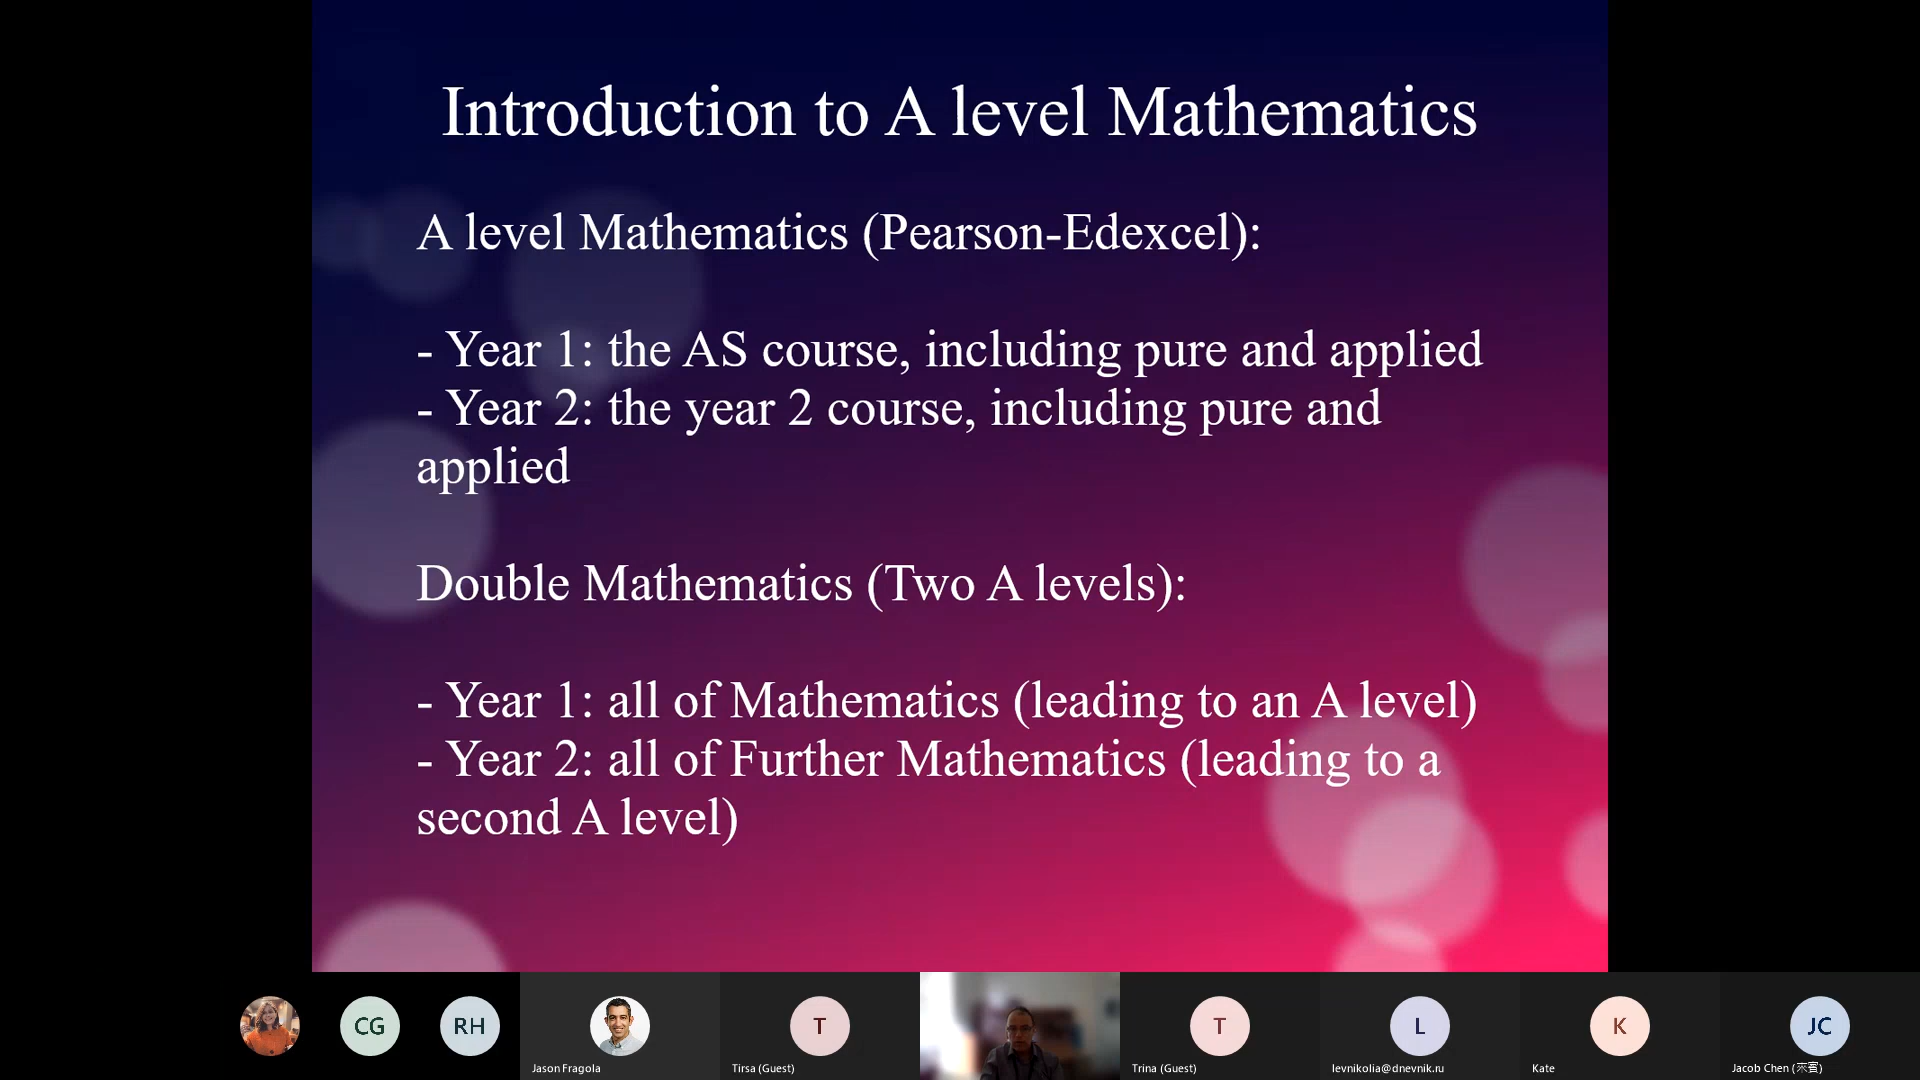 Introduction to A level Mathematics
A level Mathematics (Pearson-Edexcel):
- Year 1: the AS course, including pure and applied
- Year 2: the year 2 course, including pure and
applied
Double Mathematics (Two A levels):
- Year 1: all of Mathematics (leading to an A level)
- Year 2: all of Further Mathematics (leading to a
second A level)
CG
RH
T
T
L
K
JC
Jason Fragola
Tirsa (Guest)
Trina (Guest)
levnikolia@dnevnik.ru
Kate
Jacob Chen (来賓)